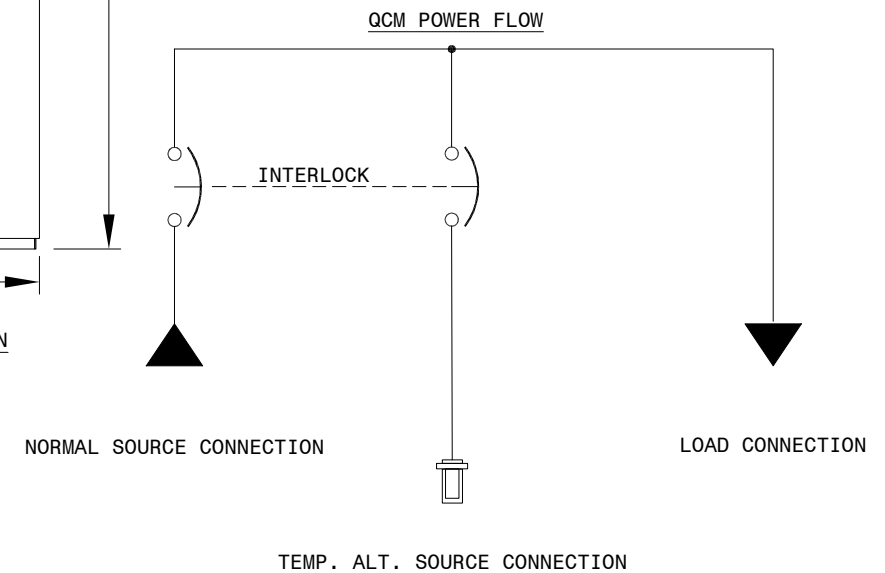 QCM POWER FLOW
INTERLOCK
N
NORMAL SOURCE CONNECTION
LOAD CONNECTION
TEMP. ALT. SOURCE CONNECTION